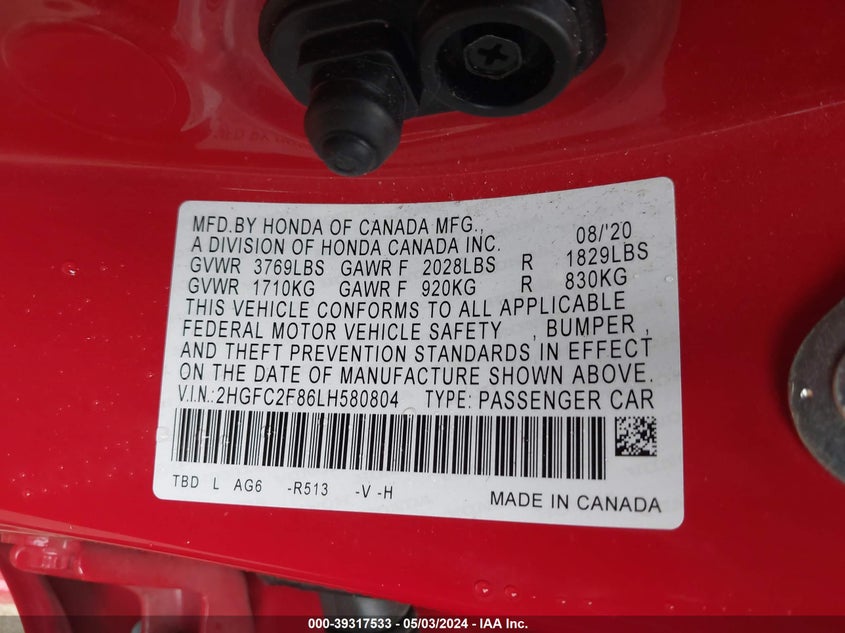 MFD.BY HONDA OF CANADA MFG., 08/'20
A DIVISION OF HONDA CANADA INC.
GVWR 3769LBS GAWR F 2028LBS R 1829LBS
GVWR 1710KG GAWR F 920KG R 830KG
THIS VEHICLE CONFORMS TO ALL APPLICABLE
FEDERAL MOTOR VEHICLE SAFETY , BUMPER ,
AND THEFT PREVENTION STANDARDS IN EFFECT
ON THE DATE OF MANUFACTURE SHOWN ABOVE.
V.I.N.:2HGFC2F86LH580804 TYPE: PASSENGER CAR
TBD L AG6 -R513 -V -H
MADE IN CANADA
000-39317533 - 05/03/2024 - IAA Inc.